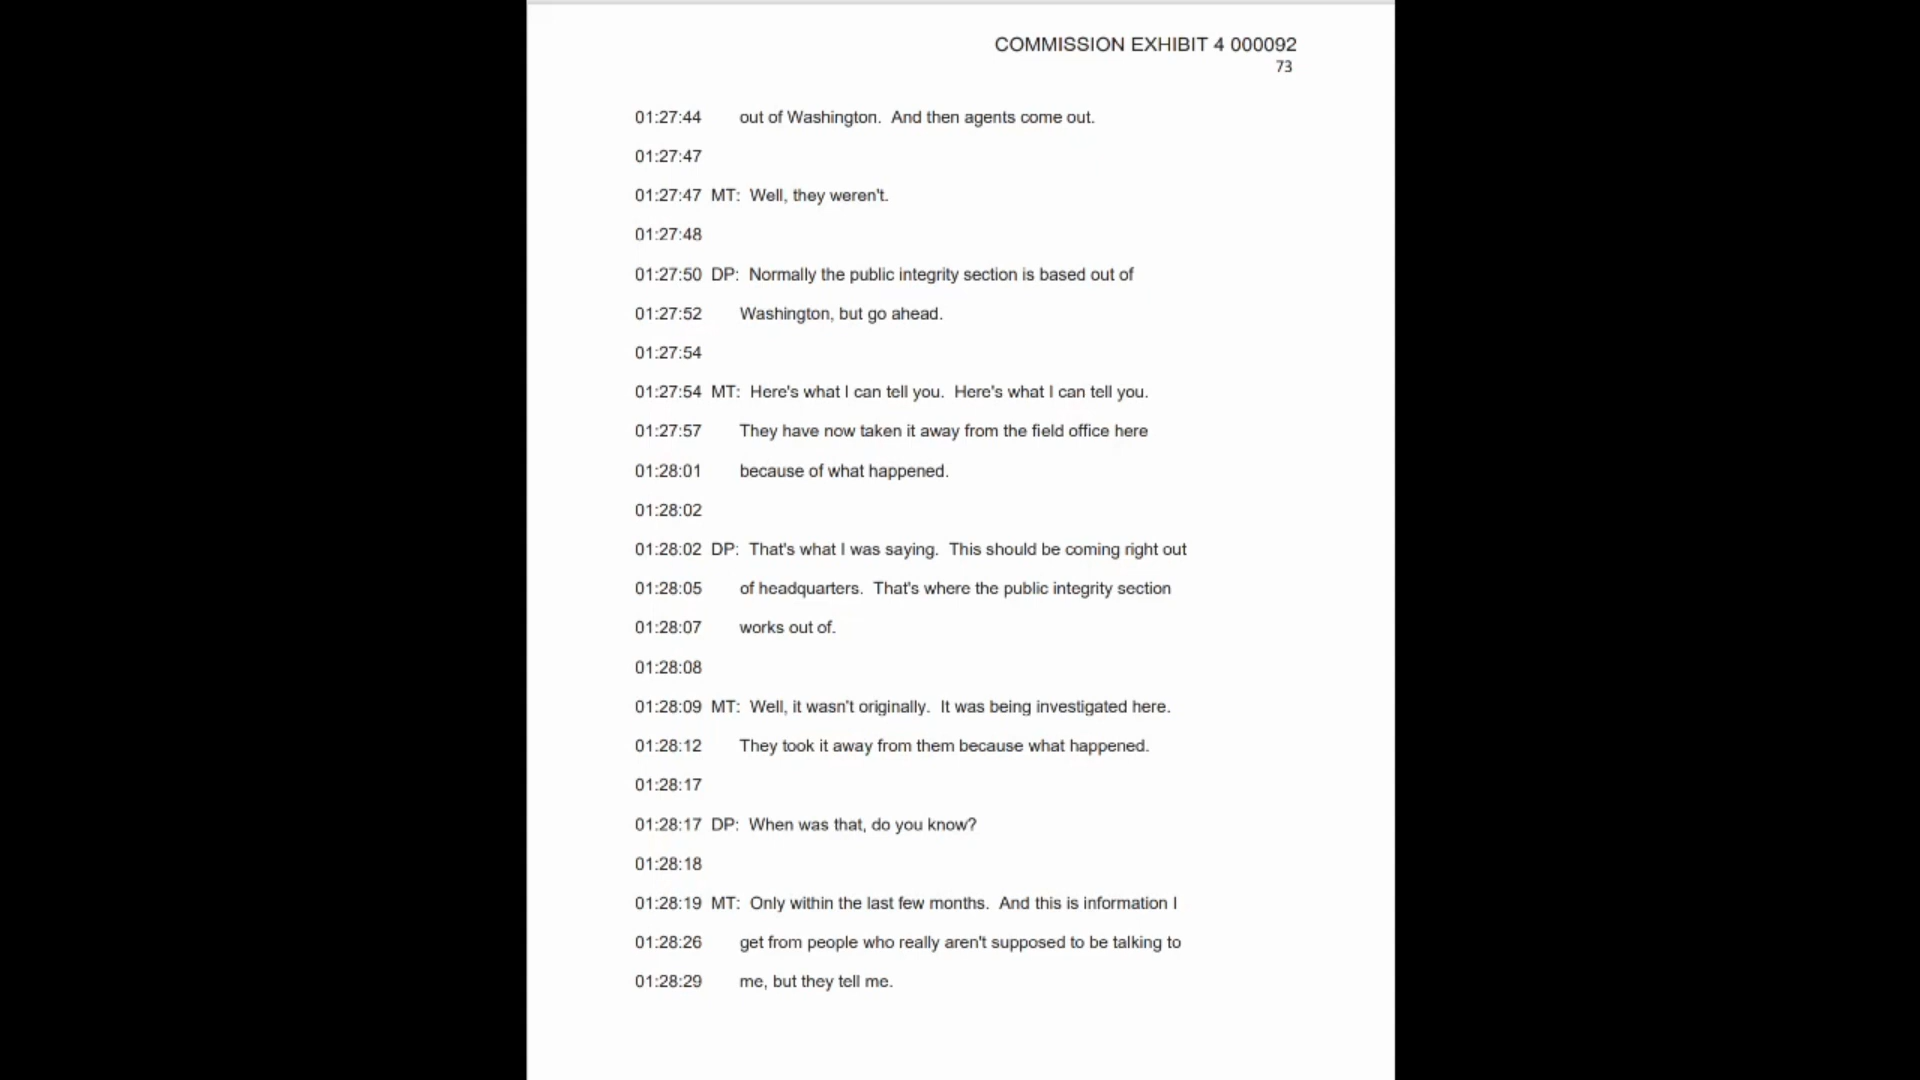 COMMISSION EXHIBIT 4 000092
73
01:27:44 out of Washington. And then agents come out.
01:27:47
01:27:47 MT: Well, they weren't.
01:27:48
01:27:50 DP: Normally the public integrity section is based out of
01:27:52 Washington, but go ahead.
01:27:54
01:27:54 MT: Here's what I can tell you. Here's what I can tell you.
01:27:57 They have now taken it away from the field office here
01:28:01 because of what happened.
01:28:02
01:28:02 DP: That's what I was saying. This should be coming right out
01:28:05 of headquarters. That's where the public integrity section
01:28:07 works out of.
01:28:08
01:28:09 MT: Well, it wasn't originally. It was being investigated here.
01:28:12 They took it away from them because what happened.
01:28:17
01:28:17 DP: When was that, do you know?
01:28:18
01:28:19 MT: Only within the last few months. And this is information I
01:28:26 get from people who really aren't supposed to be talking to
01:28:29 me, but they tell me.